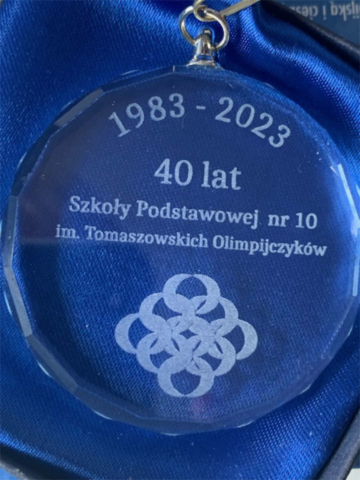 1983 - 2023
40 lat
Szkoły Podstawowej nr 10
im. Tomaszowskich Olimpijczyków